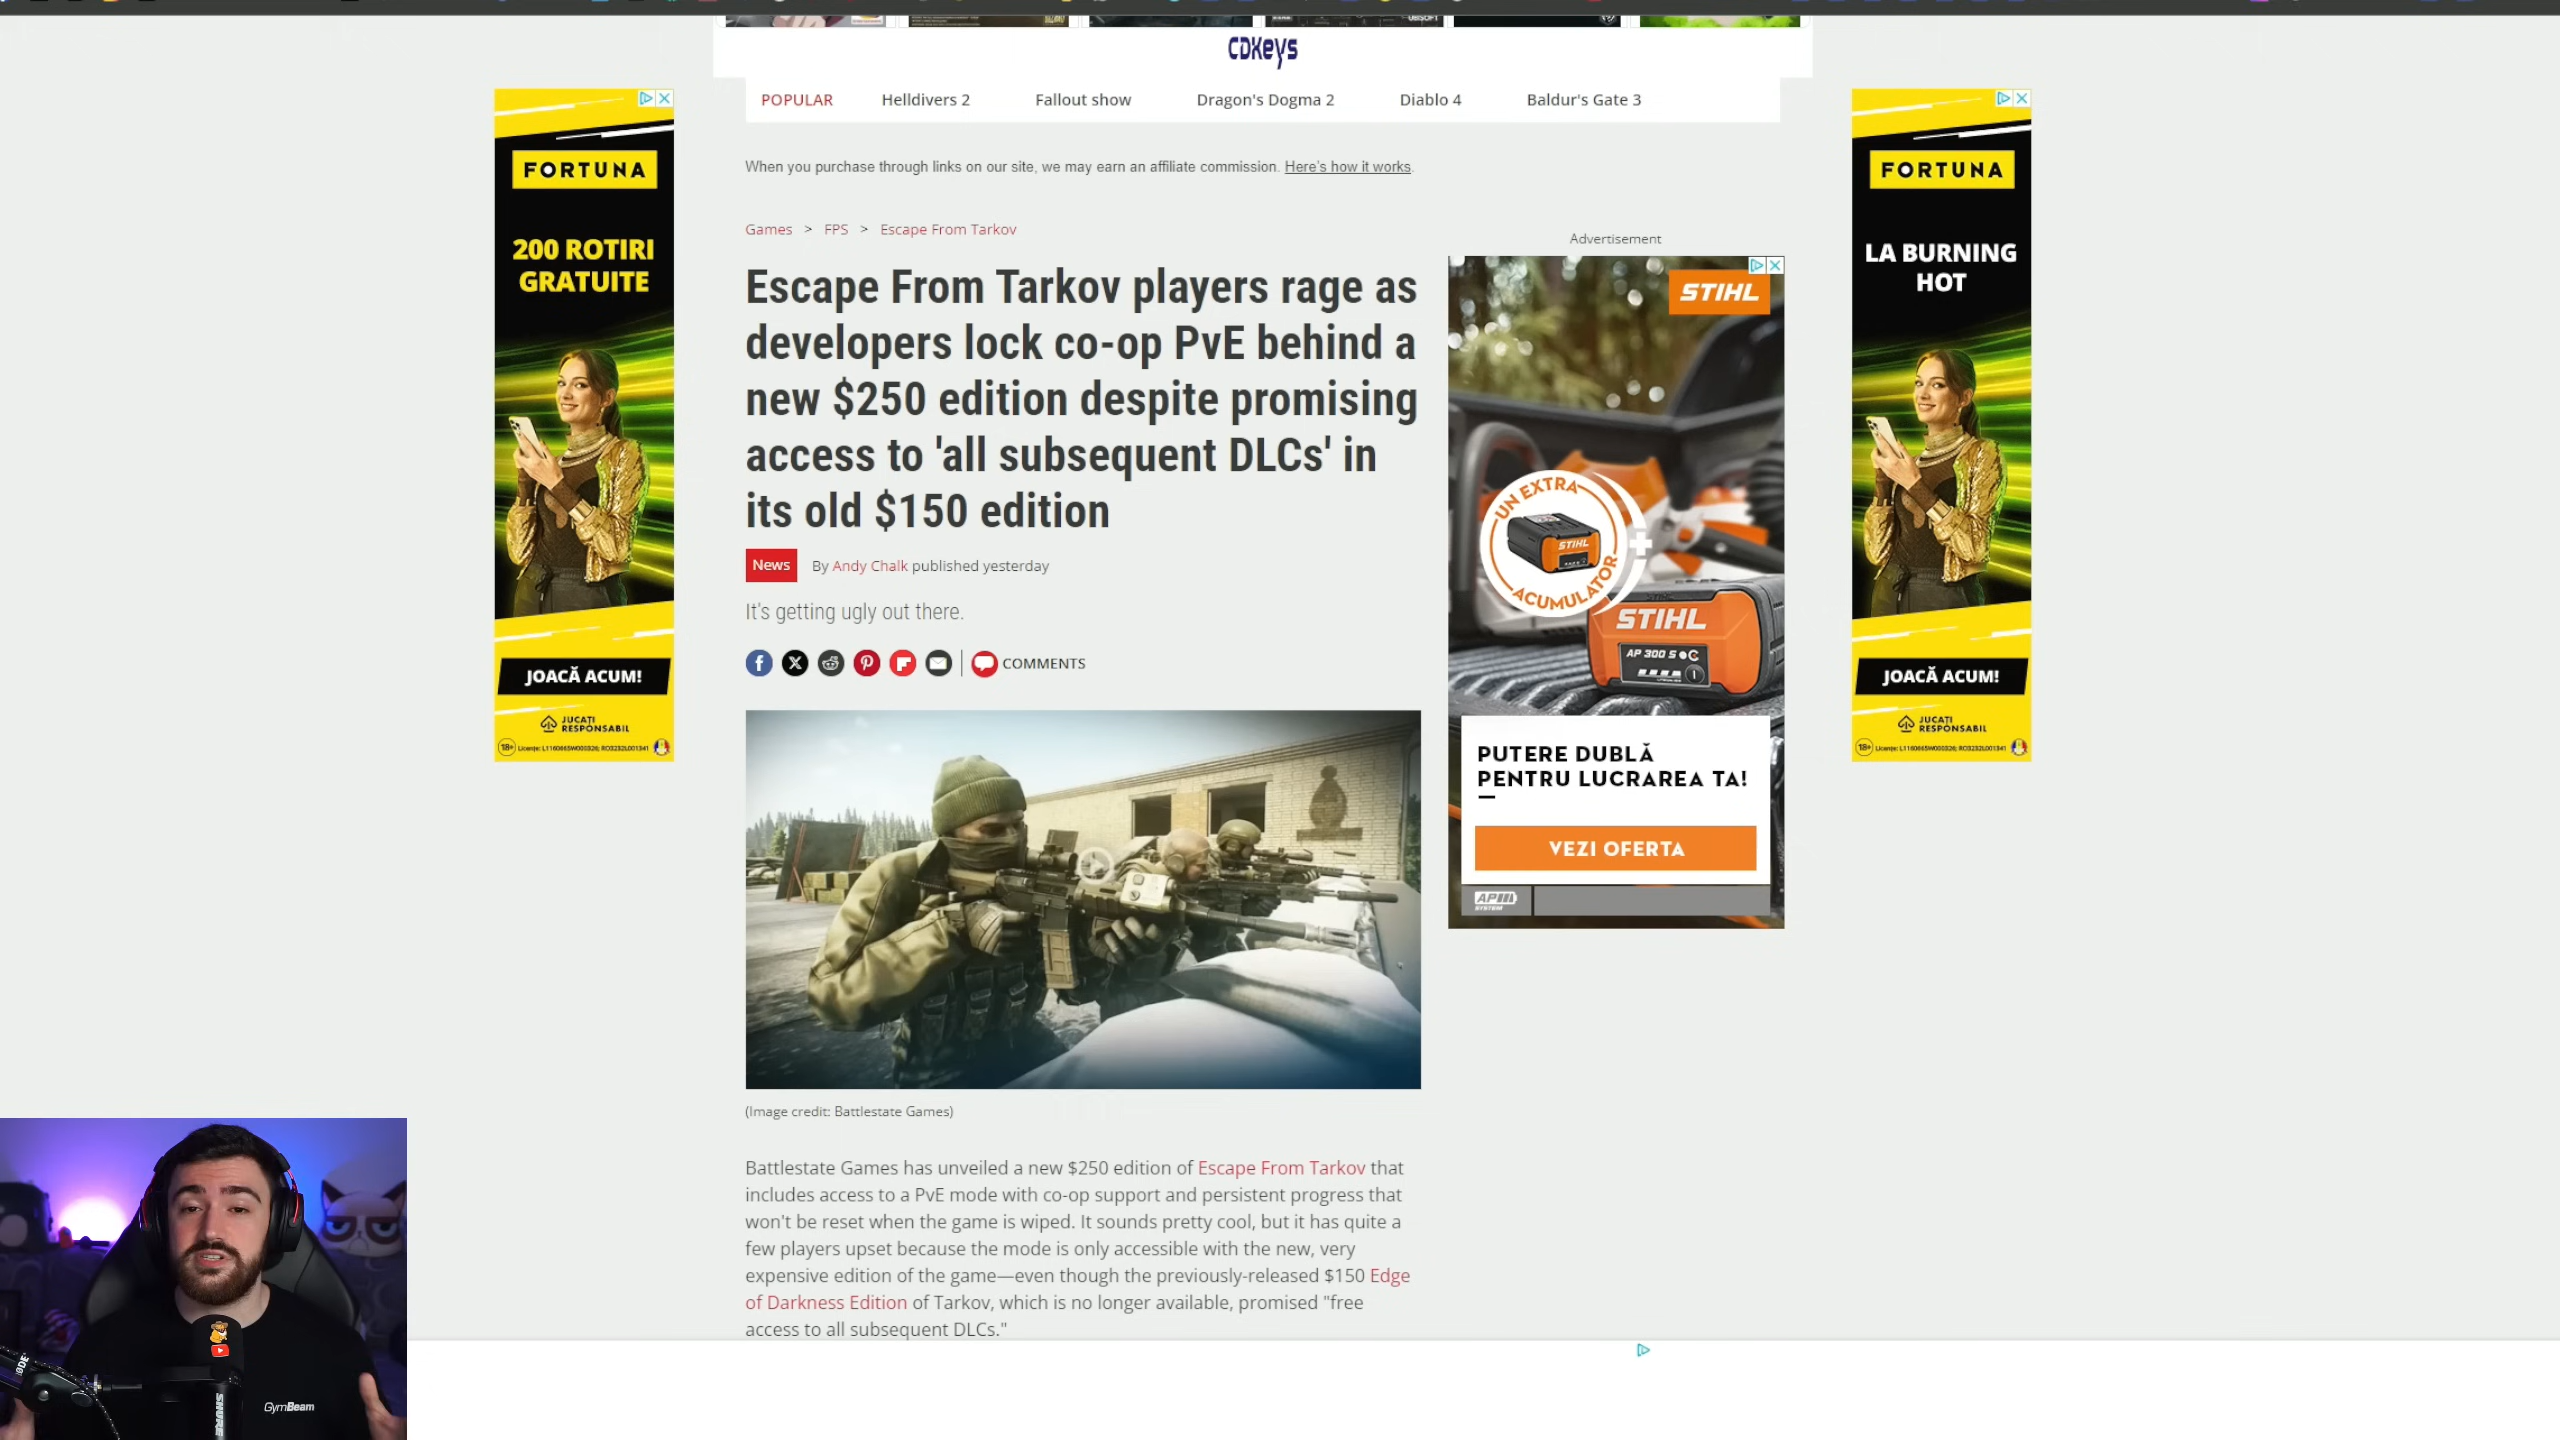 UBISOFT
CDKeys
POPULAR
Helldivers 2
Fallout show
Dragon's Dogma 2
Diablo 4
Baldur's Gate 3
When you purchase through links on our site, we may earn an affiliate commission. Here's how it works.
Games > FPS > Escape From Tarkov
Escape From Tarkov players rage as
developers lock co-op PvE behind a
new $250 edition despite promising
access to 'all subsequent DLCs' in
its old $150 edition
News
By Andy Chalk published yesterday
It's getting ugly out there.
COMMENTS
(Image credit: Battlestate Games)
Battlestate Games has unveiled a new $250 edition of Escape From Tarkov that
includes access to a PvE mode with co-op support and persistent progress that
won't be reset when the game is wiped. It sounds pretty cool, but it has quite a
few players upset because the mode is only accessible with the new, very
expensive edition of the game—even though the previously-released $150 Edge
of Darkness Edition of Tarkov, which is no longer available, promised "free
access to all subsequent DLCs."
FORTUNA
200 ROTIRI
GRATUITE
JOACĂ ACUM!
JUCAȚI
RESPONSABIL
18+
Advertisement
STIHL
UN EXTRA
STIHL
ACUMULATOR
STIHL
AP 300 S
PUTERE DUBLĂ
PENTRU LUCRAREA TA!
VEZI OFERTA
AP
SYSTEM
FORTUNA
LA BURNING
HOT
JOACĂ ACUM!
JUCAȚI
RESPONSABIL
18+
RODE
SHURE
GymBeam